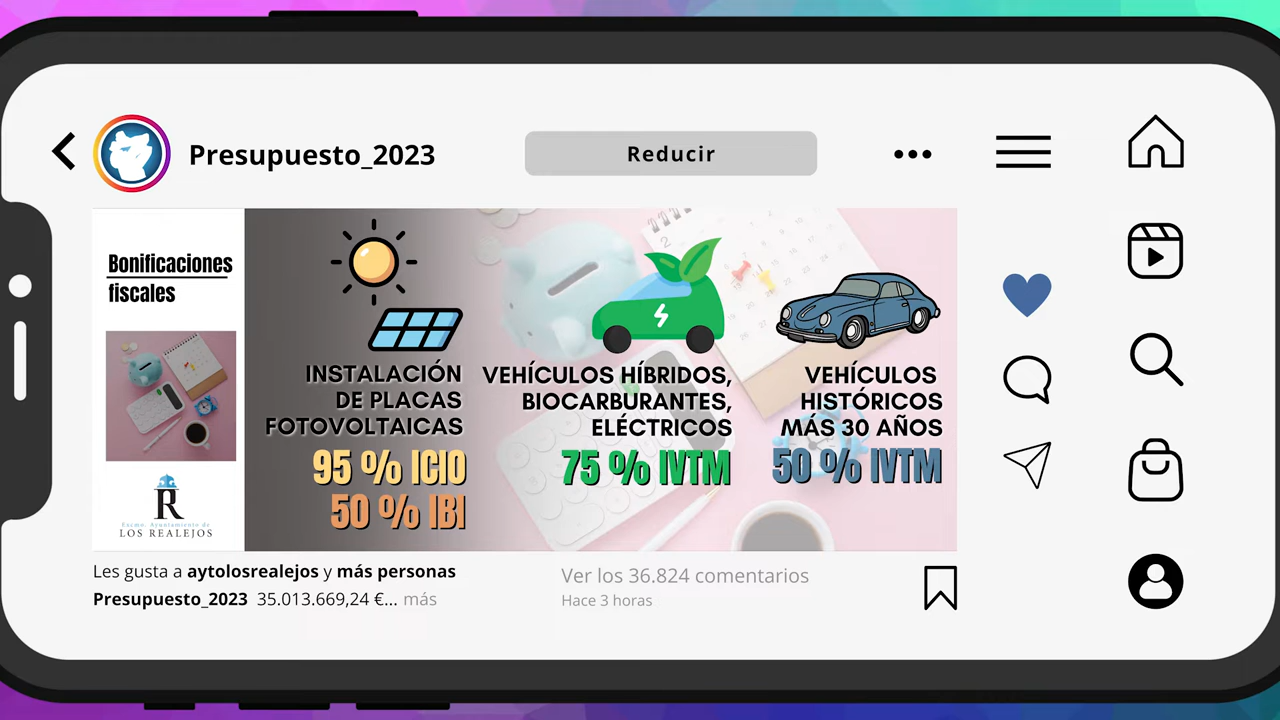 Presupuesto_2023
Reducir
Bonificaciones
fiscales
INSTALACIÓN
DE PLACAS
FOTOVOLTAICAS
95 % ICIO
50 % IBI
VEHÍCULOS HÍBRIDOS,
BIOCARBURANTES,
ELÉCTRICOS
75 % IVTM
VEHÍCULOS
HISTÓRICOS
MÁS 30 AÑOS
50 % IVTM
R
Excmo. Ayuntamiento de
LOS REALEJOS
Les gusta a aytolosrealejos y más personas
Presupuesto_2023 35.013.669,24 €... más
Ver los 36.824 comentarios
Hace 3 horas